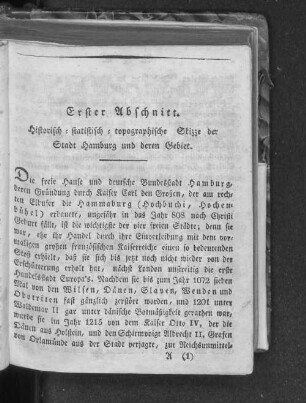 Erster Abschnitt.
Historisch-statistisch-topographische Skizze der
Stadt Hamburg und deren Gebiet.
Die freie Hanse und deutsche Bundesstadt Hamburg,
deren Gründung durch Kaiser Carl den Großen, der am rech-
ten Elbufer die Hammaburg (Hochbuchi, Hochen-
bühel) erbauete, ungefähr in das Jahr 808 nach Christi
Geburt fällt, ist die wichtigste der vier freien Städte; denn sie
war, ehe ihr Handel durch ihre Einverleibung mit dem vor-
maligen großen französischen Kaiserreiche einen so bedeutenden
Stoß erhielt, daß sie sich bis jetzt noch nicht wieder von der
Erschütterung erholt hat, nächst London unstreitig die erste
Handelsstadt Europa's. Nachdem sie bis zum Jahr 1072 sieben
Mal von den Wilsen, Dänen, Slaven, Wenden und
Obotriten fast gänzlich zerstört worden, und 1201 unter
Waldemar II gar unter dänische Botmäßigkeit gerathen war,
wurde sie im Jahr 1215 von dem Kaiser Otto IV, der die
Dänen aus Holstein, und den Schirmvoigt Albrecht II, Grafen
von Orlamünde aus der Stadt verjagte, zur Reichsunmittel-
A (1)